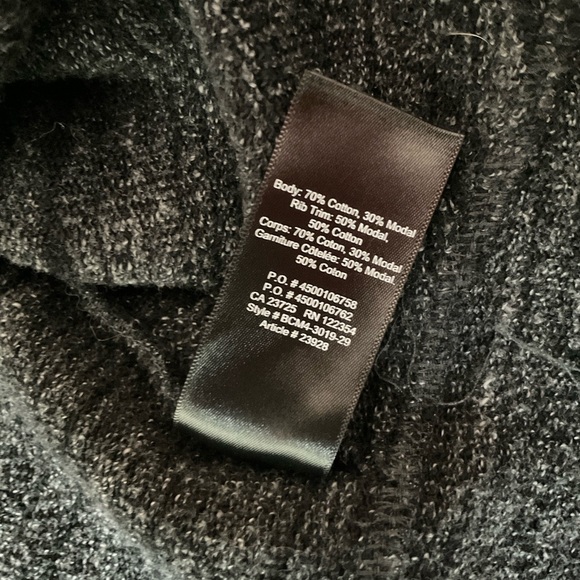 Body: 70% Cotton, 30% Modal
Rib Trim: 50% Modal,
50% Cotton
Corps: 70% Coton, 30% Modal
Garniture Côtelée: 50% Modal,
50% Coton
P.O. # 4500106758
P.O. # 4500106762
CA 23725 RN 122354
Style # BCM4-3019-29
Article # 23928